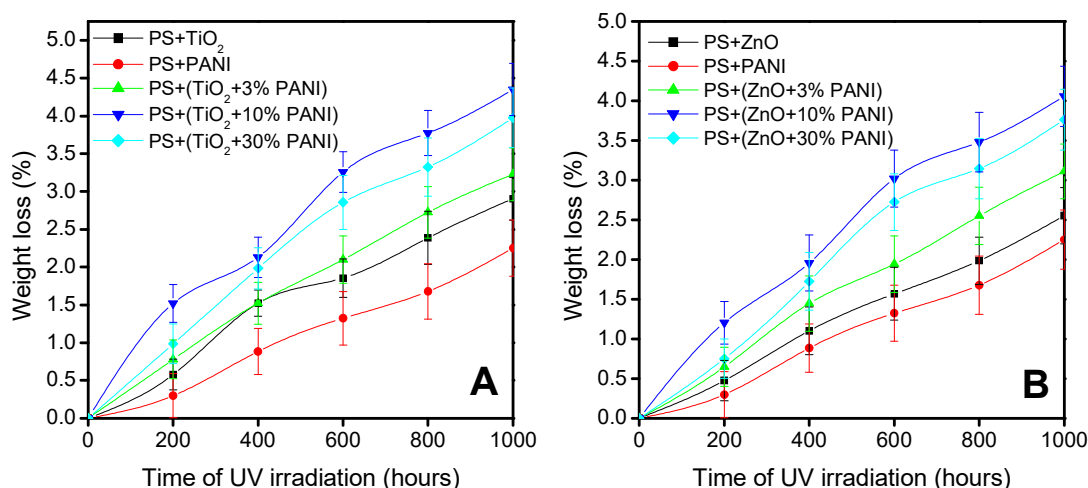 5.0
4.5
4.0
3.5
3.0
2.5
2.0
1.5
1.0
0.5
0.0
Weight loss (%)
PS+TiO₂
PS+PANI
PS+(TiO₂+3% PANI)
PS+(TiO₂+10% PANI)
PS+(TiO₂+30% PANI)
A
0 200 400 600 800 1000
Time of UV irradiation (hours)
5.0
4.5
4.0
3.5
3.0
2.5
2.0
1.5
1.0
0.5
0.0
Weight loss (%)
PS+ZnO
PS+PANI
PS+(ZnO+3% PANI)
PS+(ZnO+10% PANI)
PS+(ZnO+30% PANI)
B
0 200 400 600 800 1000
Time of UV irradiation (hours)